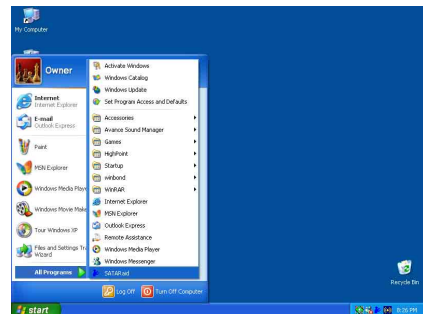 My Computer
Owner
Internet
Internet Explorer
E-mail
Outlook Express
Paint
MSN Explorer
Windows Media Play
Windows Movie Make
Tour Windows XP
Files and Settings Tr
Wizard
All Programs
Activate Windows
Windows Catalog
Windows Update
Set Program Access and Defaults
Accessories
Avance Sound Manager
Games
HighPoint
Startup
winbond
WinRAR
Internet Explorer
MSN Explorer
Outlook Express
Remote Assistance
Windows Media Player
Windows Messenger
SATARaid
Log Off
Turn Off Computer
Recycle Bin
start
8:26 PM